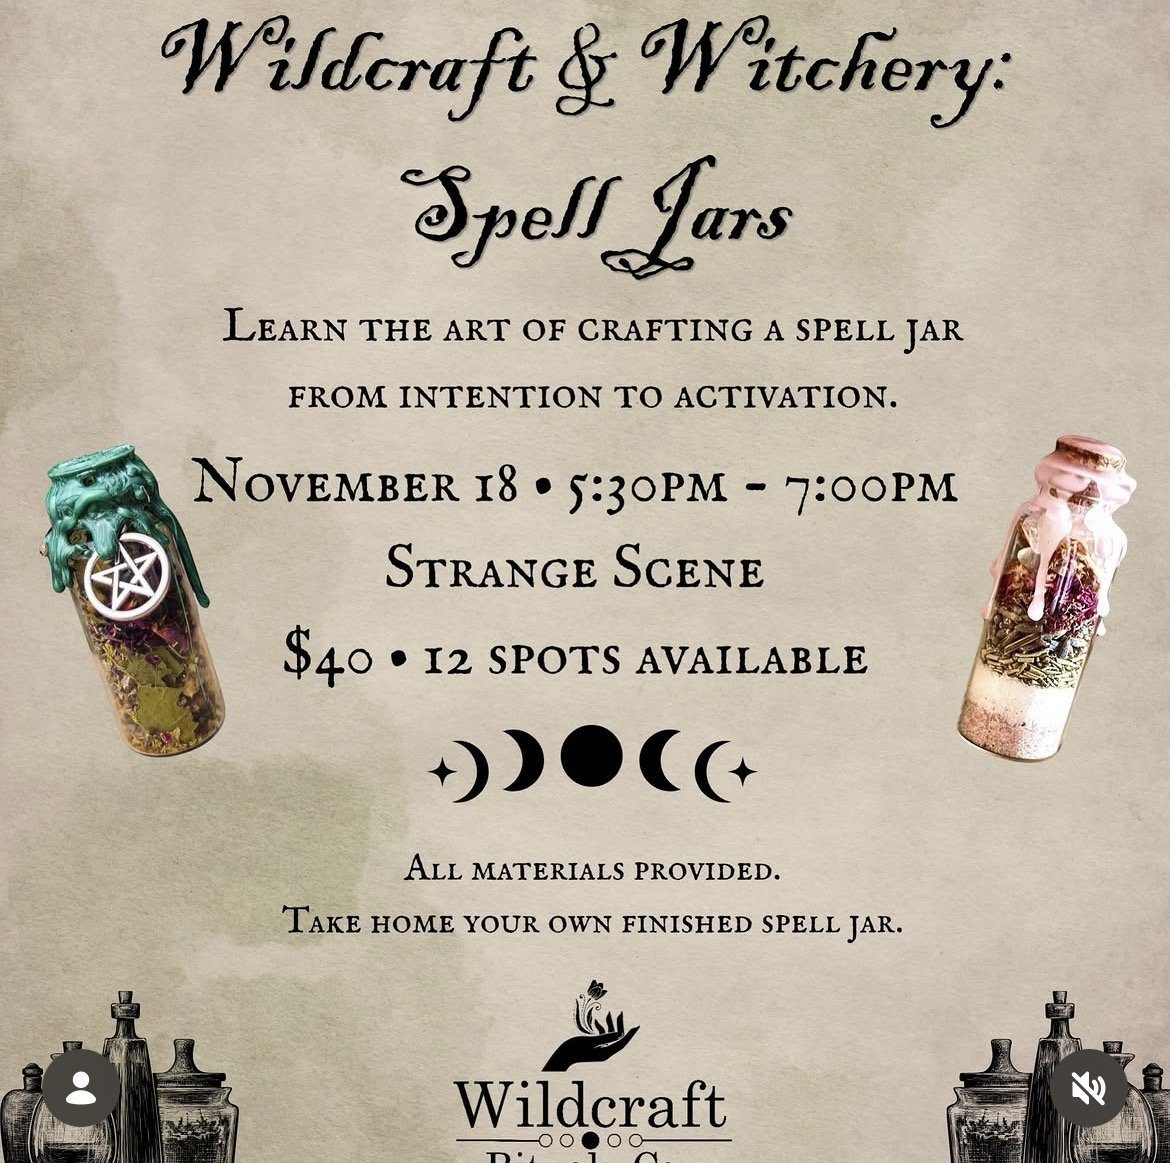 Wildcraft & Witchery:
Spell Jars
Learn the art of crafting a spell jar
from intention to activation.
November 18 • 5:30pm - 7:00pm
Strange Scene
$40 • 12 spots available
All materials provided.
Take home your own finished spell jar.
Wildcraft